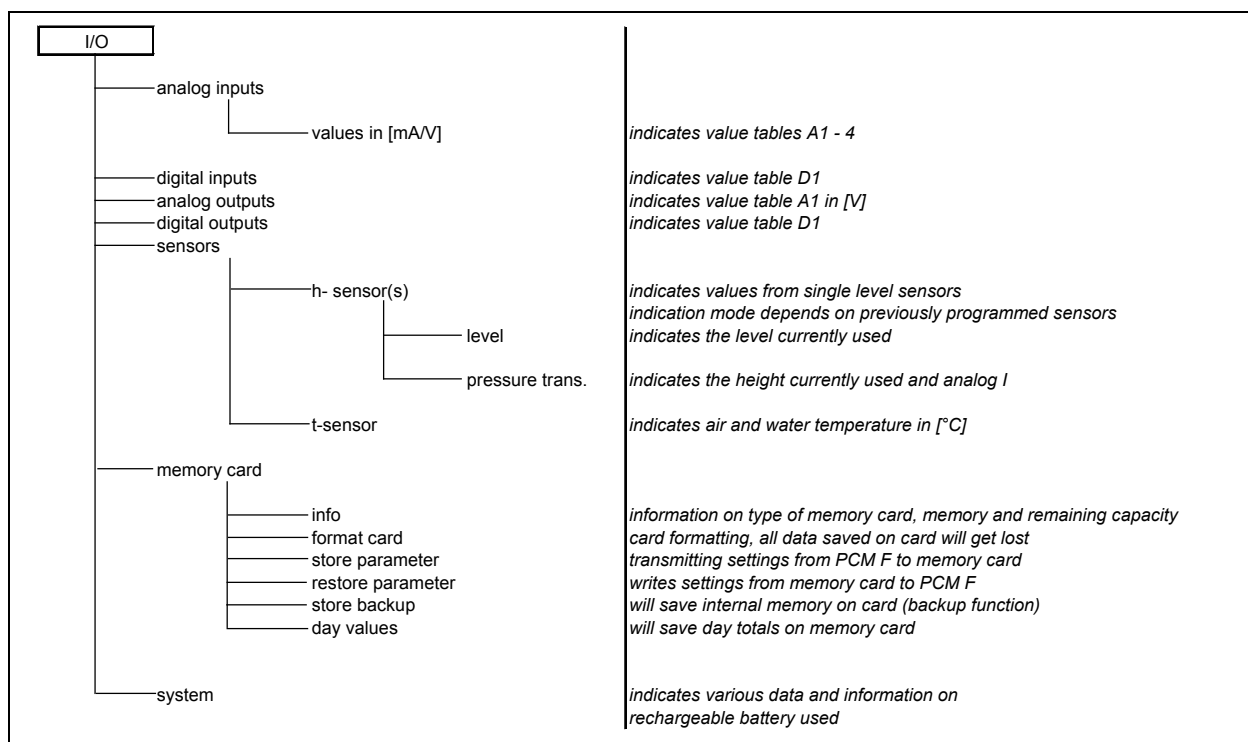 I/O
analog inputs
values in [mA/V] indicates value tables A1 - 4
digital inputs indicates value table D1
analog outputs indicates value table A1 in [V]
digital outputs indicates value table D1
sensors
h- sensor(s) indicates values from single level sensors
indication mode depends on previously programmed sensors
level indicates the level currently used
pressure trans. indicates the height currently used and analog I
t-sensor indicates air and water temperature in [°C]
memory card
info information on type of memory card, memory and remaining capacity
format card card formatting, all data saved on card will get lost
store parameter transmitting settings from PCM F to memory card
restore parameter writes settings from memory card to PCM F
store backup will save internal memory on card (backup function)
day values will save day totals on memory card
system indicates various data and information on
rechargeable battery used